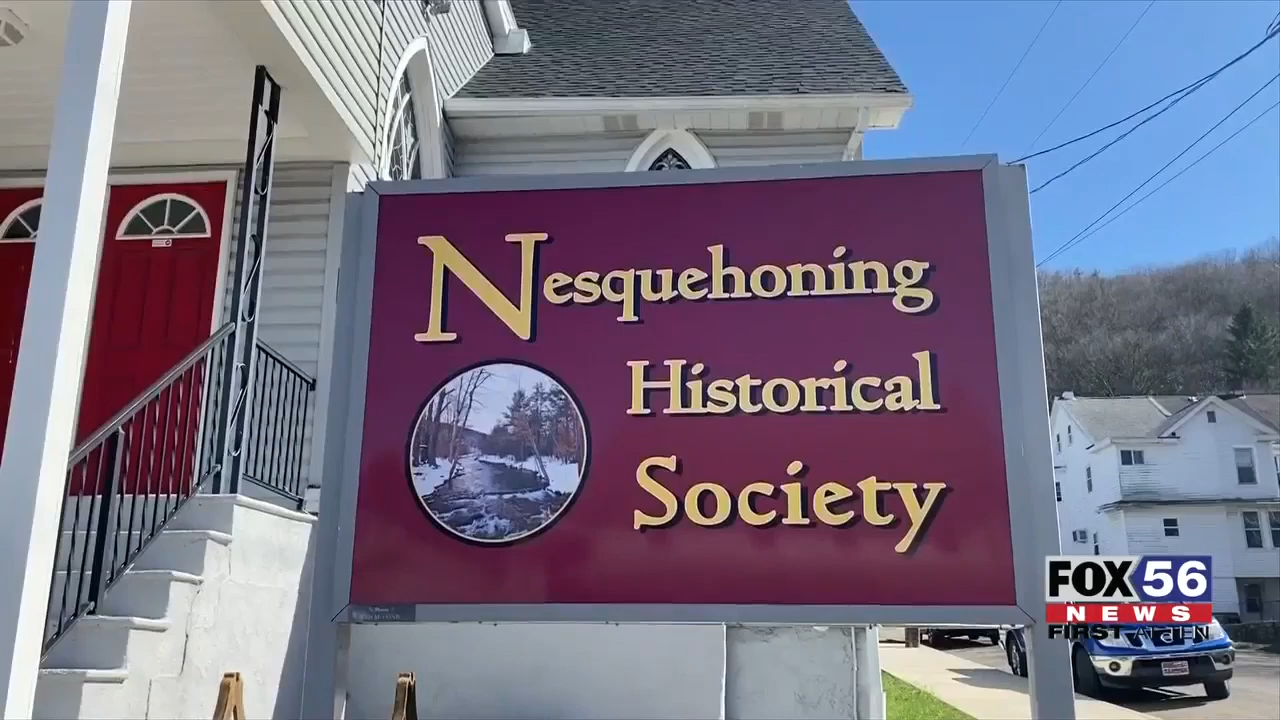 Nesquehoning
Historical
Society
FOX 56
NEWS
FIRST AT TEN